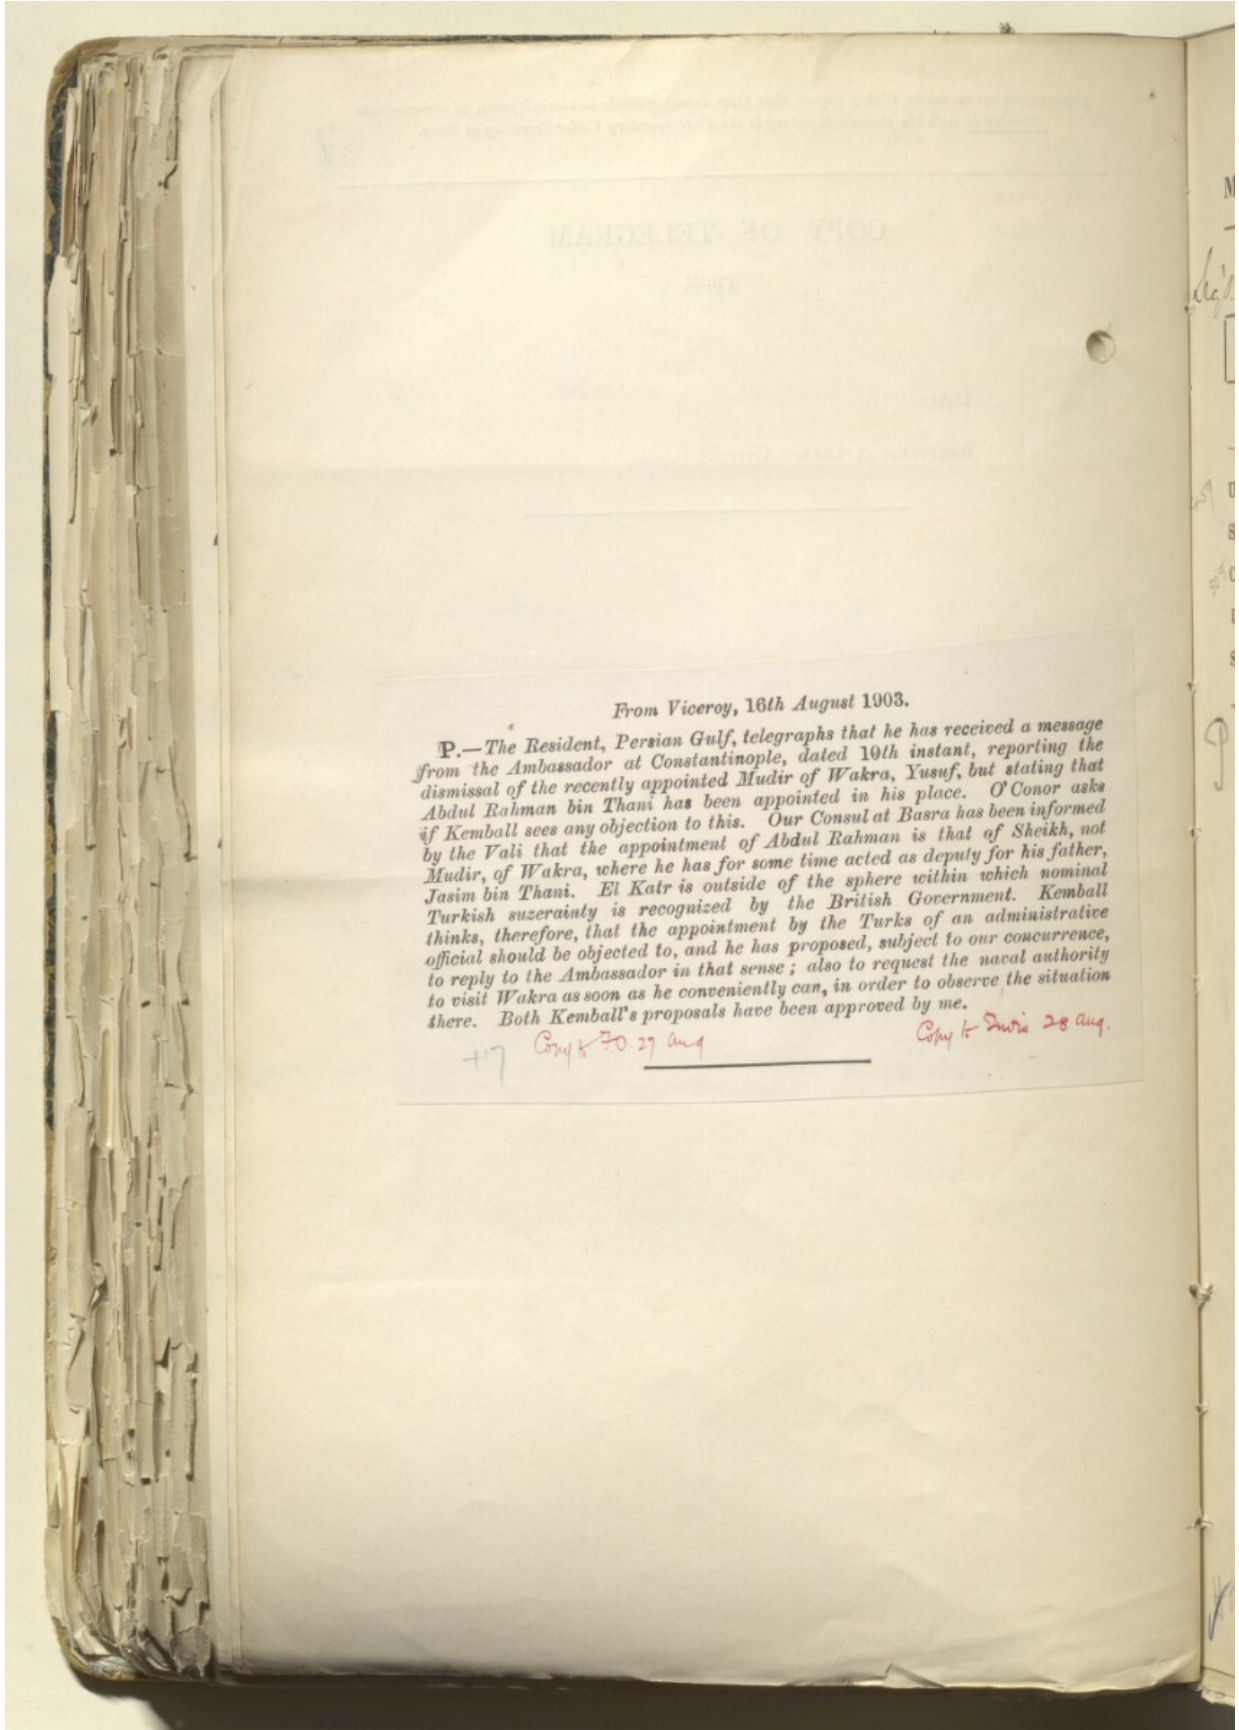 From Viceroy, 16th August 1903.
P.—The Resident, Persian Gulf, telegraphs that he has received a message
from the Ambassador at Constantinople, dated 10th instant, reporting the
dismissal of the recently appointed Mudir of Wakra, Yusuf, but stating that
Abdul Rahman bin Thani has been appointed in his place. O'Conor asks
if Kemball sees any objection to this. Our Consul at Basra has been informed
by the Vali that the appointment of Abdul Rahman is that of Sheikh, not
Mudir, of Wakra, where he has for some time acted as deputy for his father,
Jasim bin Thani. El Katr is outside of the sphere within which nominal
Turkish suzerainty is recognized by the British Government. Kemball
thinks, therefore, that the appointment by the Turks of an administrative
official should be objected to, and he has proposed, subject to our concurrence,
to reply to the Ambassador in that sense; also to request the naval authority
to visit Wakra as soon as he conveniently can, in order to observe the situation
there. Both Kemball's proposals have been approved by me.
Copy to FO. 27 Aug
Copy to India 28 Aug.